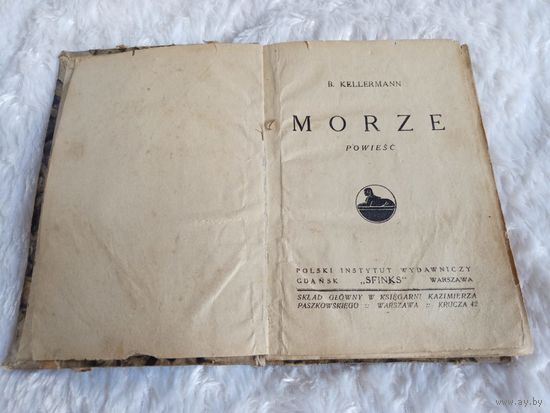 B. KELLERMANN
MORZE
POWIEŚĆ
POLSKI INSTYTUT WYDAWNICZY
GDAŃSK „SFINKS” WARSZAWA
SKŁAD GŁÓWNY W KSIĘGARNI KAZIMIERZA
PASZKOWSKIEGO :: WARSZAWA :: KRUCZA 42
www.ay.by